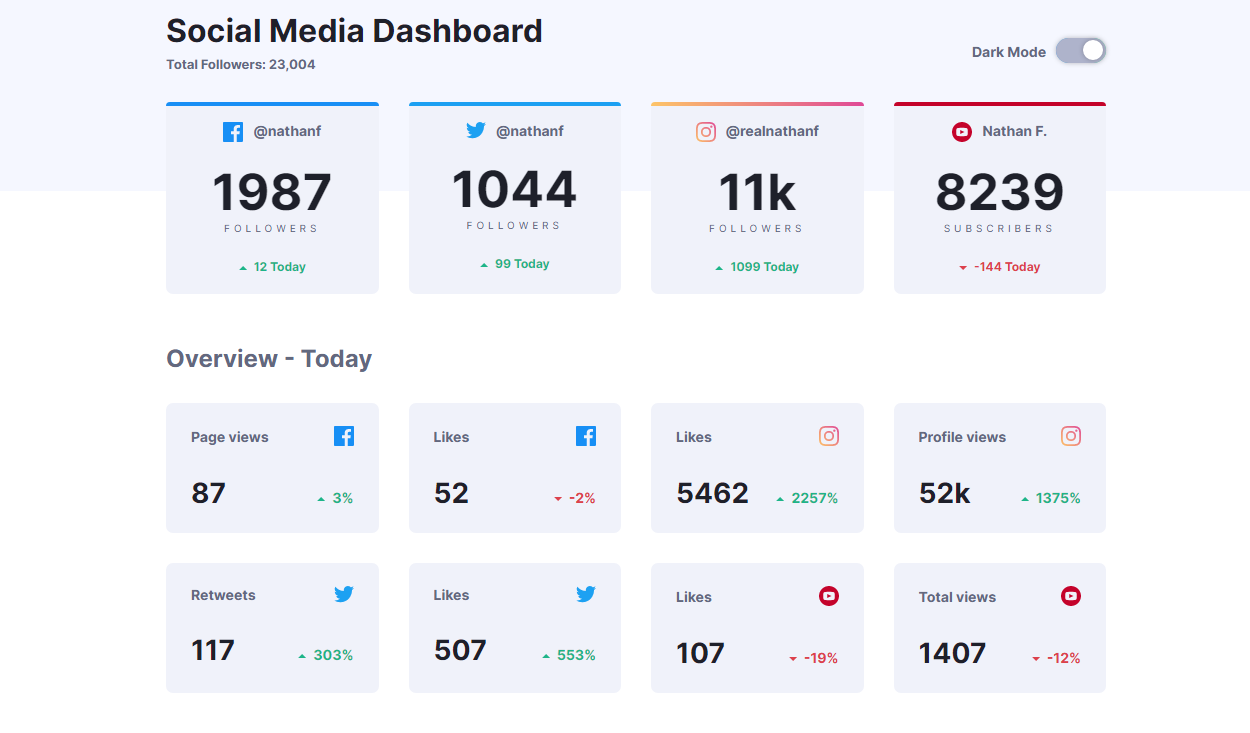 Social Media Dashboard
Total Followers: 23,004
Dark Mode
@nathanf
1987
FOLLOWERS
12 Today
@nathanf
1044
FOLLOWERS
99 Today
@realnathanf
11k
FOLLOWERS
1099 Today
Nathan F.
8239
SUBSCRIBERS
-144 Today
Overview - Today
Page views
87
3%
Likes
52
-2%
Likes
5462
2257%
Profile views
52k
1375%
Retweets
117
303%
Likes
507
553%
Likes
107
-19%
Total views
1407
-12%